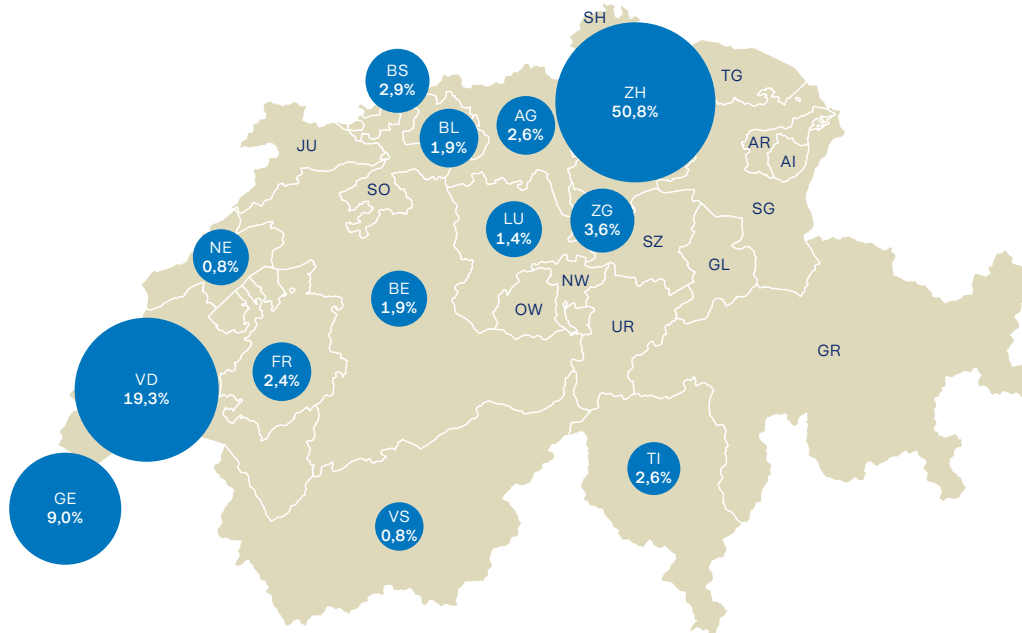 SH
BS
2,9%
TG
ZH
50,8%
AG
2,6%
BL
1,9%
JU
AR
AI
SO
SG
LU
1,4%
ZG
3,6%
SZ
NE
0,8%
GL
BE
1,9%
NW
OW
UR
GR
FR
2,4%
VD
19,3%
TI
2,6%
GE
9,0%
VS
0,8%